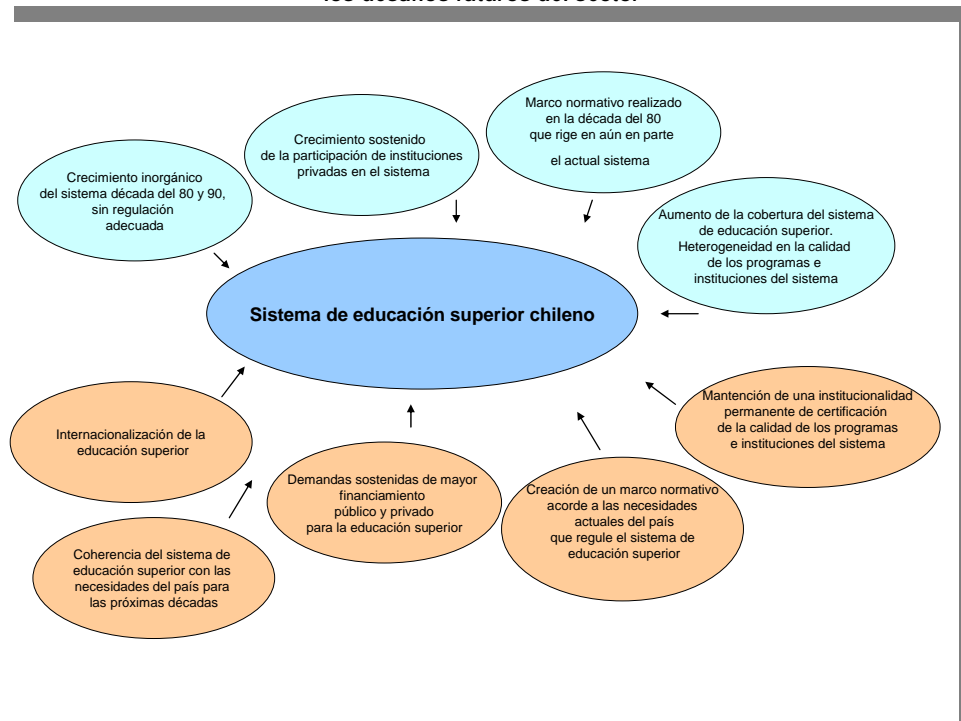 los desafíos futuros del sector
Marco normativo realizado
en la década del 80
que rige en aún en parte
el actual sistema
Crecimiento sostenido
de la participación de instituciones
privadas en el sistema
Crecimiento inorgánico
del sistema década del 80 y 90,
sin regulación
adecuada
Aumento de la cobertura del sistema
de educación superior.
Heterogeneidad en la calidad
de los programas e
instituciones del sistema
Sistema de educación superior chileno
Mantención de una institucionalidad
permanente de certificación
de la calidad de los programas
e instituciones del sistema
Internacionalización de la
educación superior
Demandas sostenidas de mayor
financiamiento
público y privado
para la educación superior
Creación de un marco normativo
acorde a las necesidades
actuales del país
que regule el sistema de
educación superior
Coherencia del sistema de
educación superior con las
necesidades del país para
las próximas décadas